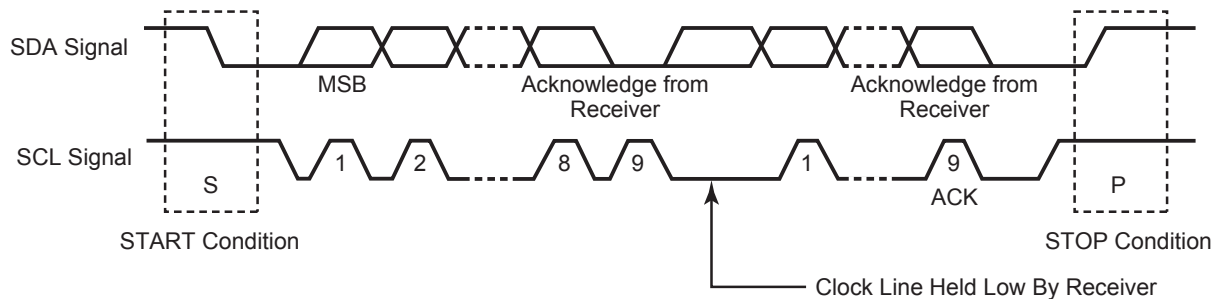 SDA Signal
MSB
Acknowledge from
Receiver
Acknowledge from
Receiver
SCL Signal
1
2
8
9
1
9
S
ACK
P
START Condition
STOP Condition
Clock Line Held Low By Receiver